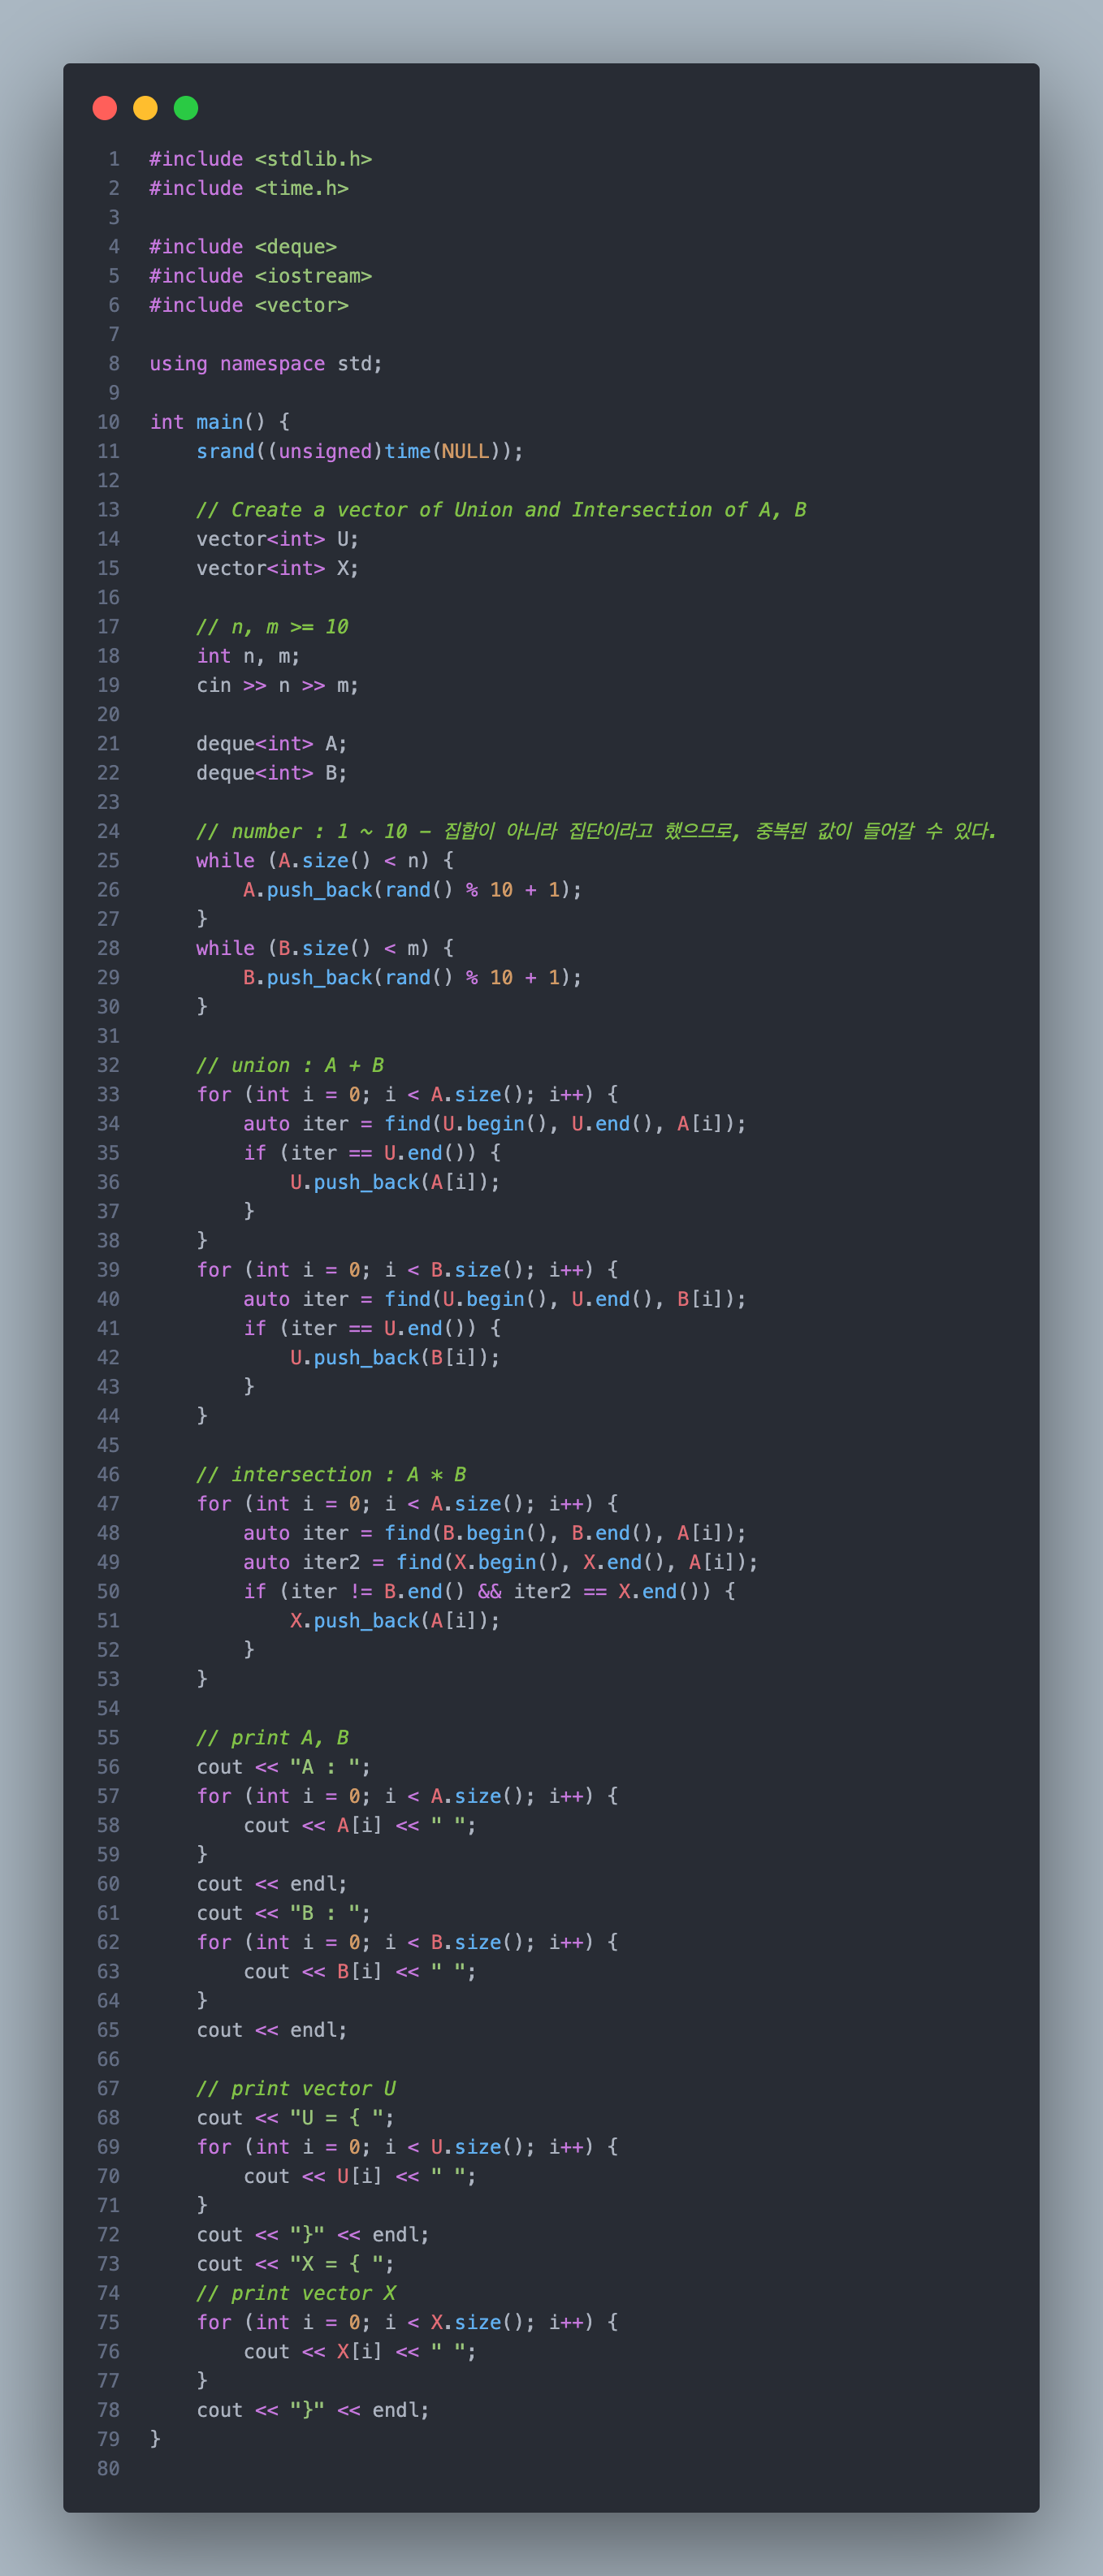 1 #include <stdlib.h>
2 #include <time.h>
3
4 #include <deque>
5 #include <iostream>
6 #include <vector>
7
8 using namespace std;
9
10 int main() {
11     srand((unsigned)time(NULL));
12
13     // Create a vector of Union and Intersection of A, B
14     vector<int> U;
15     vector<int> X;
16
17     // n, m >= 10
18     int n, m;
19     cin >> n >> m;
20
21     deque<int> A;
22     deque<int> B;
23
24     // number : 1 ~ 10 - 집합이 아니라 집단이라고 했으므로, 중복된 값이 들어갈 수 있다.
25     while (A.size() < n) {
26         A.push_back(rand() % 10 + 1);
27     }
28     while (B.size() < m) {
29         B.push_back(rand() % 10 + 1);
30     }
31
32     // union : A + B
33     for (int i = 0; i < A.size(); i++) {
34         auto iter = find(U.begin(), U.end(), A[i]);
35         if (iter == U.end()) {
36             U.push_back(A[i]);
37         }
38     }
39     for (int i = 0; i < B.size(); i++) {
40         auto iter = find(U.begin(), U.end(), B[i]);
41         if (iter == U.end()) {
42             U.push_back(B[i]);
43         }
44     }
45
46     // intersection : A * B
47     for (int i = 0; i < A.size(); i++) {
48         auto iter = find(B.begin(), B.end(), A[i]);
49         auto iter2 = find(X.begin(), X.end(), A[i]);
50         if (iter != B.end() && iter2 == X.end()) {
51             X.push_back(A[i]);
52         }
53     }
54
55     // print A, B
56     cout << "A : ";
57     for (int i = 0; i < A.size(); i++) {
58         cout << A[i] << " ";
59     }
60     cout << endl;
61     cout << "B : ";
62     for (int i = 0; i < B.size(); i++) {
63         cout << B[i] << " ";
64     }
65     cout << endl;
66
67     // print vector U
68     cout << "U = { ";
69     for (int i = 0; i < U.size(); i++) {
70         cout << U[i] << " ";
71     }
72     cout << "}" << endl;
73     cout << "X = { ";
74     // print vector X
75     for (int i = 0; i < X.size(); i++) {
76         cout << X[i] << " ";
77     }
78     cout << "}" << endl;
79 }
80